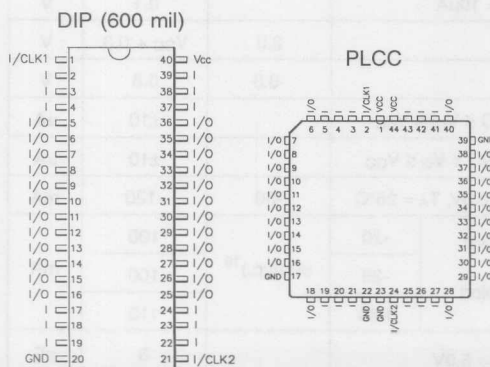 DIP (600 mil)
I/CLK1 1 40 Vcc
I 2 39 I
I 3 38 I
I 4 37 I
I/O 5 36 I/O
I/O 6 35 I/O
I/O 7 34 I/O
I/O 8 33 I/O
I/O 9 32 I/O
I/O 10 31 I/O
I/O 11 30 I/O
I/O 12 29 I/O
I/O 13 28 I/O
I/O 14 27 I/O
I/O 15 26 I/O
I/O 16 25 I/O
I 17 24 I
I 18 23 I
I 19 22 I
GND 20 21 I/CLK2
PLCC
I/O I I I I/CLK1 VCC VCC I I I I/O
6 5 4 3 2 1 44 43 42 41 40
I/O 7 39 GND
I/O 8 38 I/O
I/O 9 37 I/O
I/O 10 36 I/O
I/O 11 35 I/O
I/O 12 34 I/O
I/O 13 33 I/O
I/O 14 32 I/O
I/O 15 31 I/O
I/O 16 30 I/O
GND 17 29 I/O
18 19 20 21 22 23 24 25 26 27 28
I/O I I I GND GND I/CLK2 I I I I/O